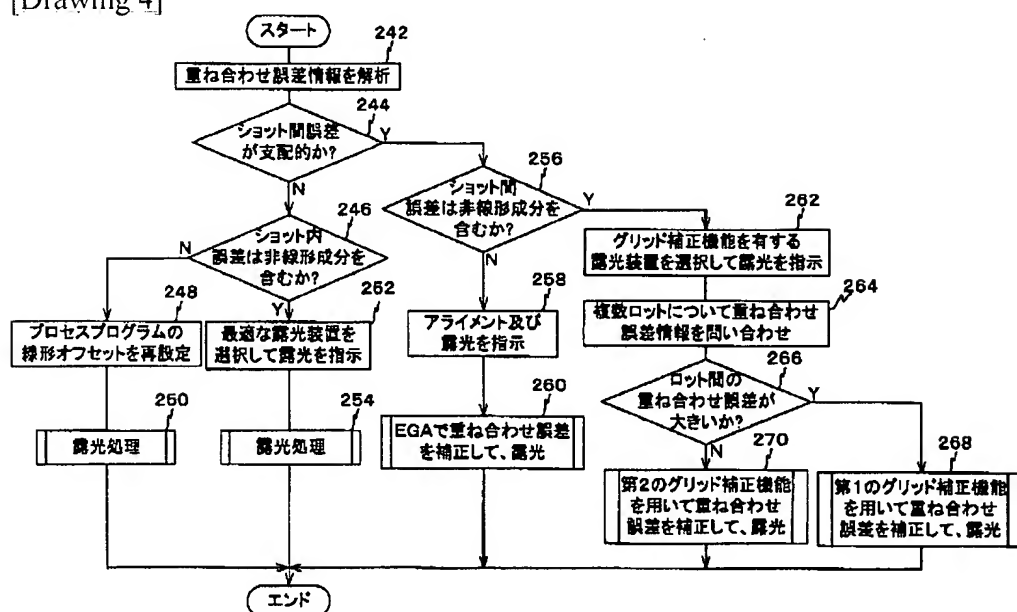 [Drawing 4]
スタート
242
重ね合わせ誤差情報を解析
244
ショット間誤差
が支配的か?
Y
N
256
ショット間
誤差は非線形成分を
含むか?
Y
N
246
ショット内
誤差は非線形成分を
含むか?
N
Y
262
グリッド補正機能を有する
露光装置を選択して露光を指示
264
複数ロットについて重ね合わせ
誤差情報を問い合わせ
248
プロセスプログラムの
線形オフセットを再設定
252
最適な露光装置を
選択して露光を指示
258
アライメント及び
露光を指示
266
ロット間の
重ね合わせ誤差が
大きいか?
Y
N
250
露光処理
254
露光処理
260
EGAで重ね合わせ誤差
を補正して、露光
270
第2のグリッド補正機能
を用いて重ね合わせ
誤差を補正して、露光
268
第1のグリッド補正機能
を用いて重ね合わせ
誤差を補正して、露光
エンド